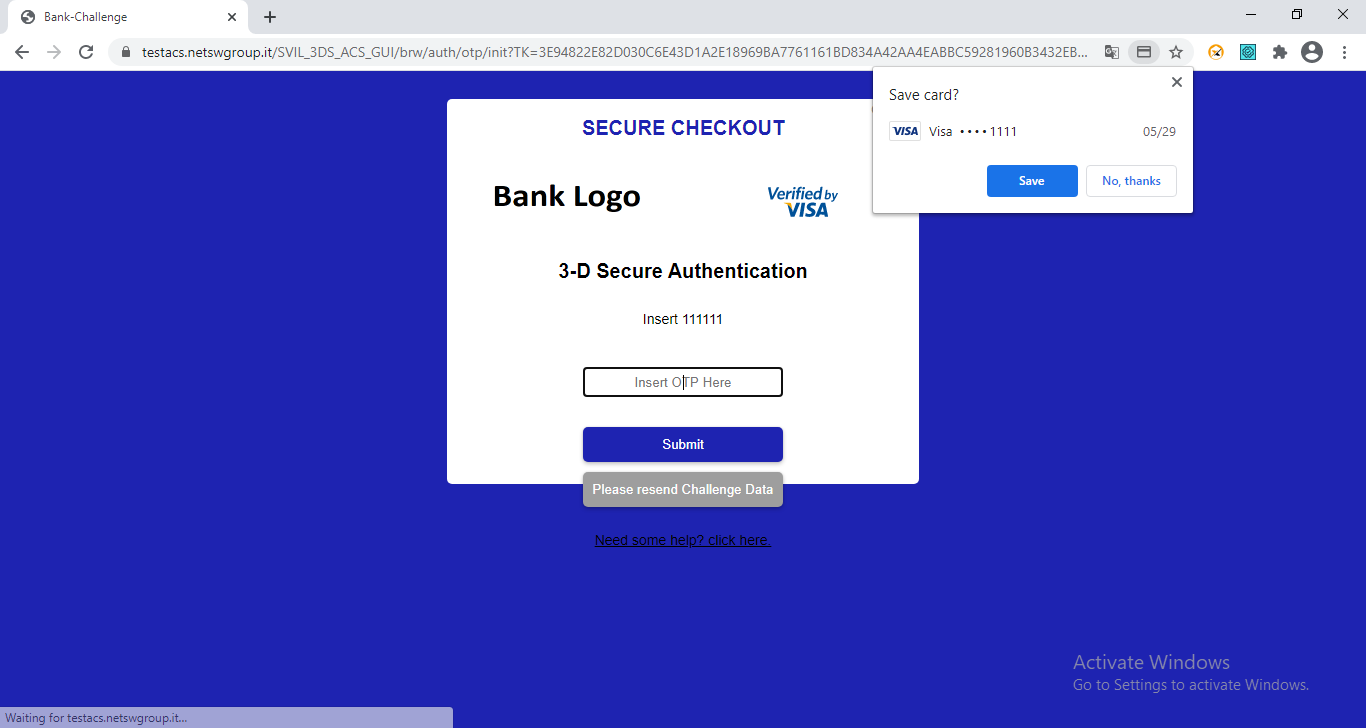 Bank-Challenge
testacs.netswgroup.it/SVIL_3DS_ACS_GUI/brw/auth/otp/init?TK=3E94822E82D030C6E43D1A2E18969BA7761161BD834A42AA4EABBC59281960B3432EB...
Save card?
VISA Visa •••• 1111 05/29
Save No, thanks
SECURE CHECKOUT
Bank Logo
Verified by
VISA
3-D Secure Authentication
Insert 111111
Insert OTP Here
Submit
Please resend Challenge Data
Need some help? click here.
Activate Windows
Go to Settings to activate Windows.
Waiting for testacs.netswgroup.it...